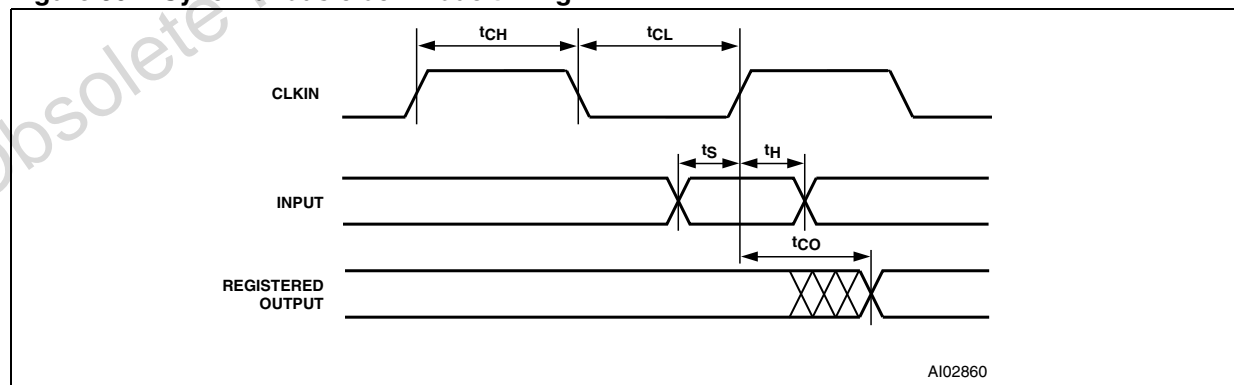 obsolete
tCH
tCL
CLKIN
tS
tH
INPUT
tCO
REGISTERED
OUTPUT
AI02860